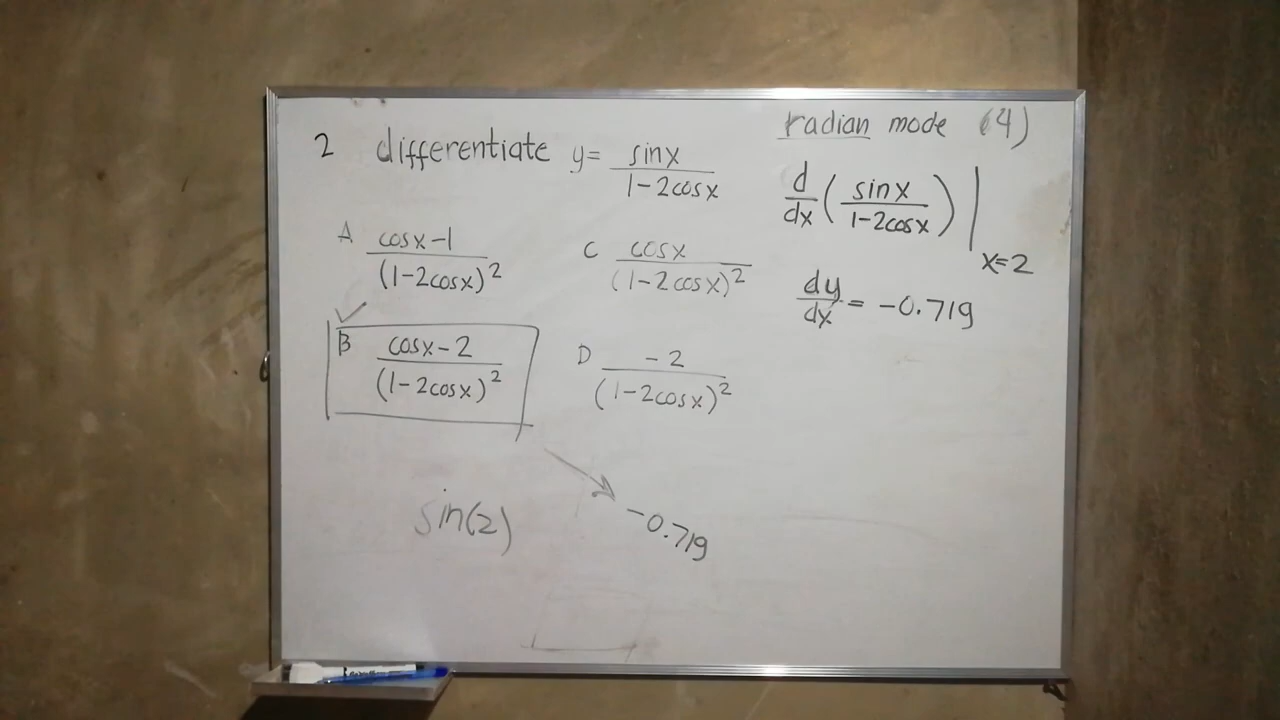 2 differentiate y = sinx / 1-2cosx
A cosx-1 / (1-2cosx)²
C cosx / (1-2cosx)²
B cosx-2 / (1-2cosx)²
D -2 / (1-2cosx)²
sin(2)
-0.719
radian mode (4)
d/dx (sinx / 1-2cosx) | x=2
dy/dx = -0.719